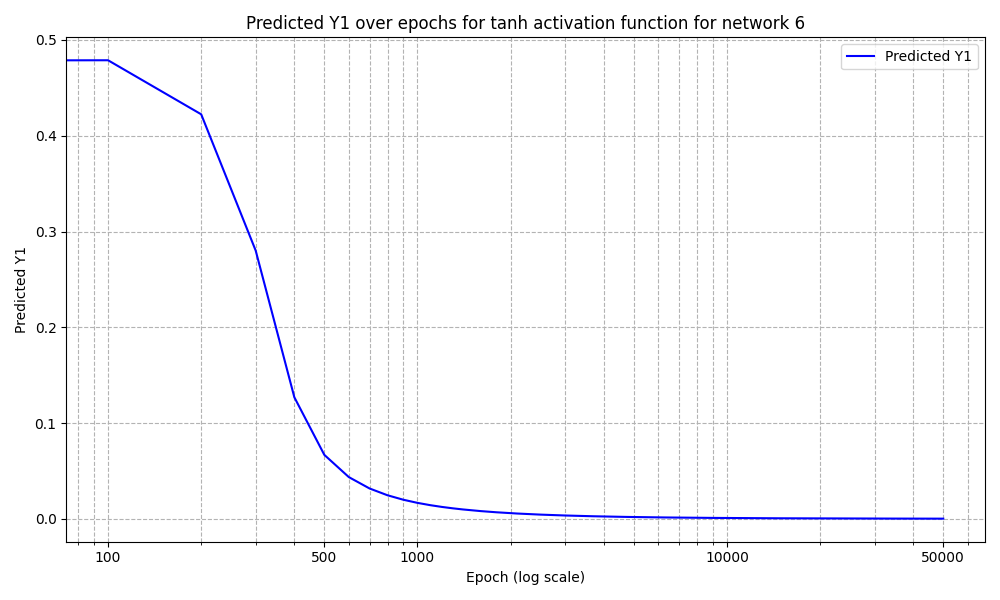 Predicted Y1 over epochs for tanh activation function for network 6
Predicted Y1
0.5
0.4
0.3
0.2
0.1
0.0
Predicted Y1
100
500
1000
10000
50000
Epoch (log scale)